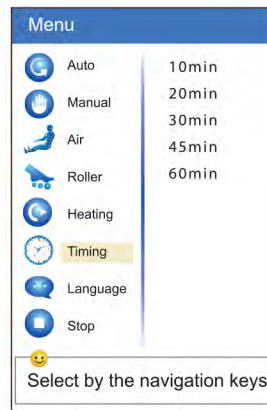 Menu
Auto
Manual
Air
Roller
Heating
Timing
Language
Stop
10min
20min
30min
45min
60min
Select by the navigation keys